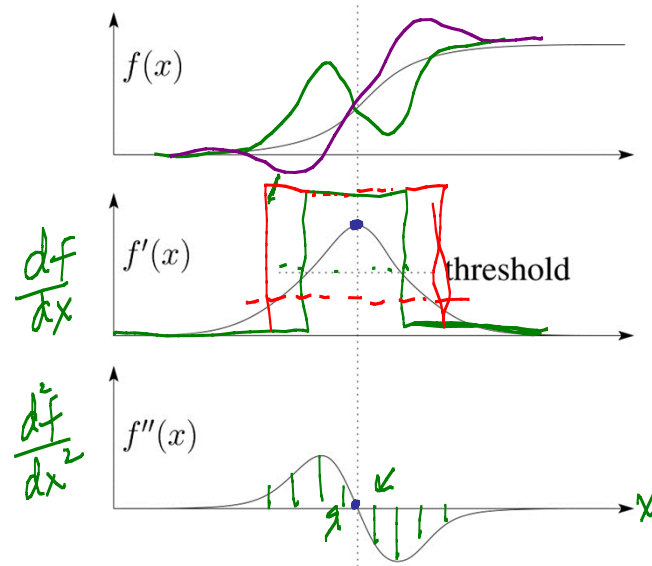 f(x)
f′(x)
threshold
df
dx
f″(x)
d²f
dx²
x